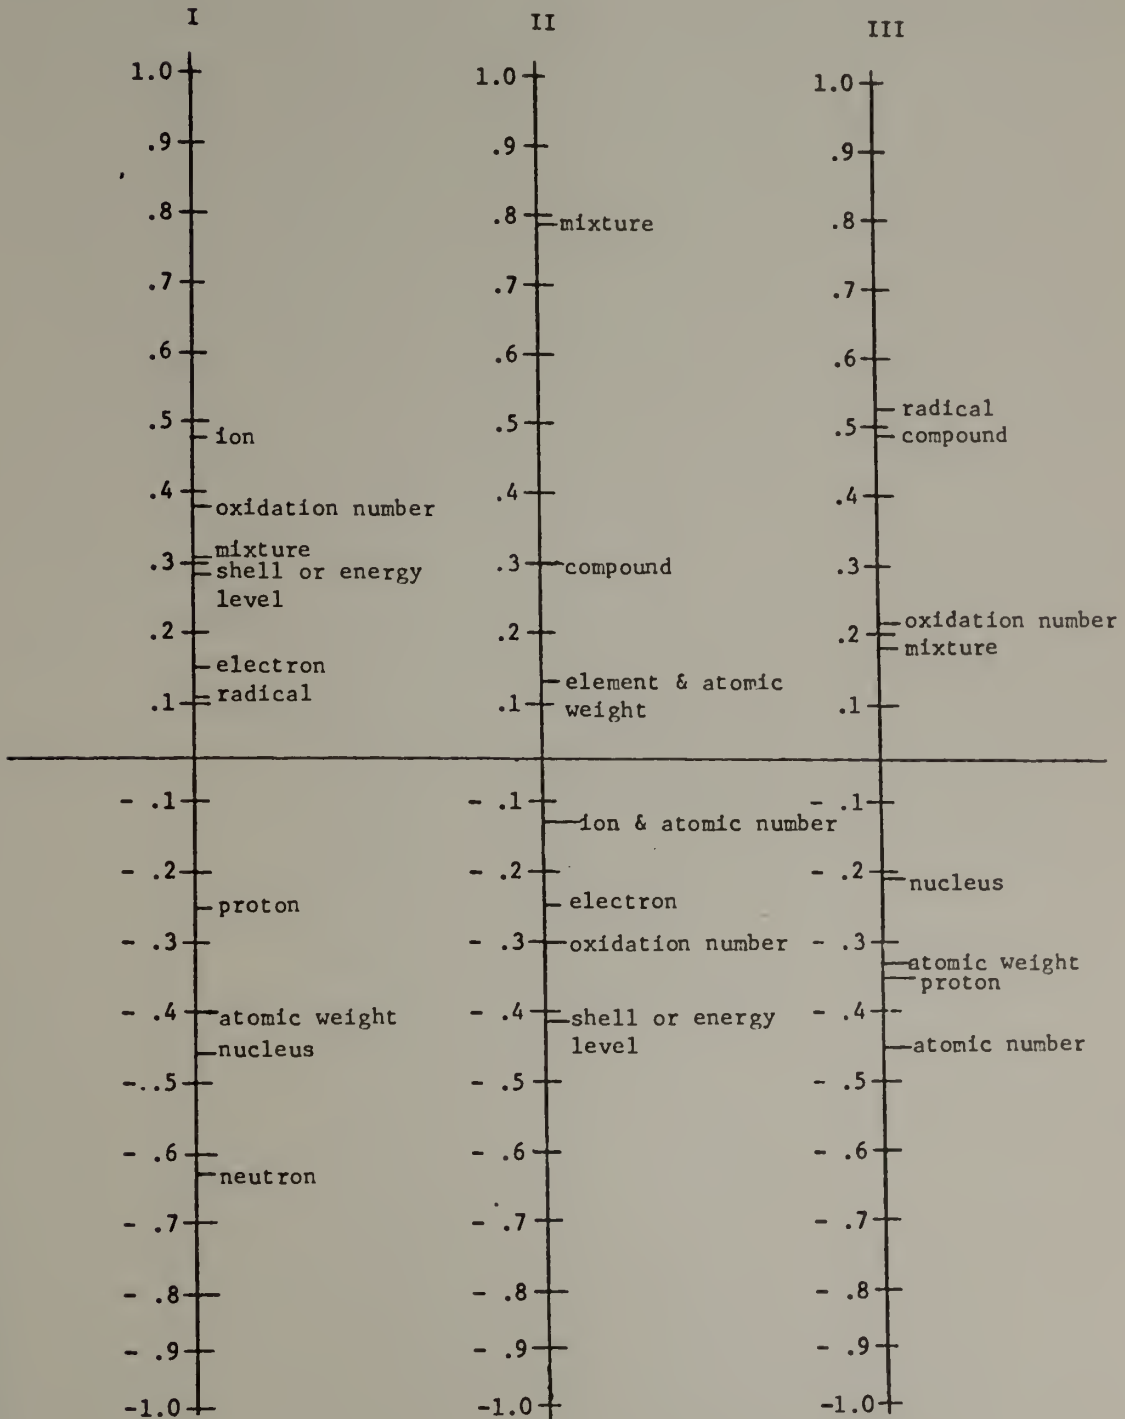 I
1.0
.9
.8
.7
.6
.5
ion
.4
oxidation number
mixture
.3
shell or energy
level
.2
electron
radical
.1
- .1
- .2
proton
- .3
- .4
atomic weight
nucleus
-..5
- .6
neutron
- .7
- .8
- .9
-1.0
II
1.0
.9
.8
mixture
.7
.6
.5
.4
.3
compound
.2
element & atomic
.1
weight
- .1
ion & atomic number
- .2
electron
- .3
oxidation number
- .4
shell or energy
level
- .5
- .6
- .7
- .8
- .9
-1.0
III
1.0
.9
.8
.7
.6
radical
.5
compound
.4
.3
oxidation number
.2
mixture
.1
- .1
- .2
nucleus
- .3
atomic weight
proton
- .4
atomic number
- .5
- .6
- .7
- .8
- .9
-1.0